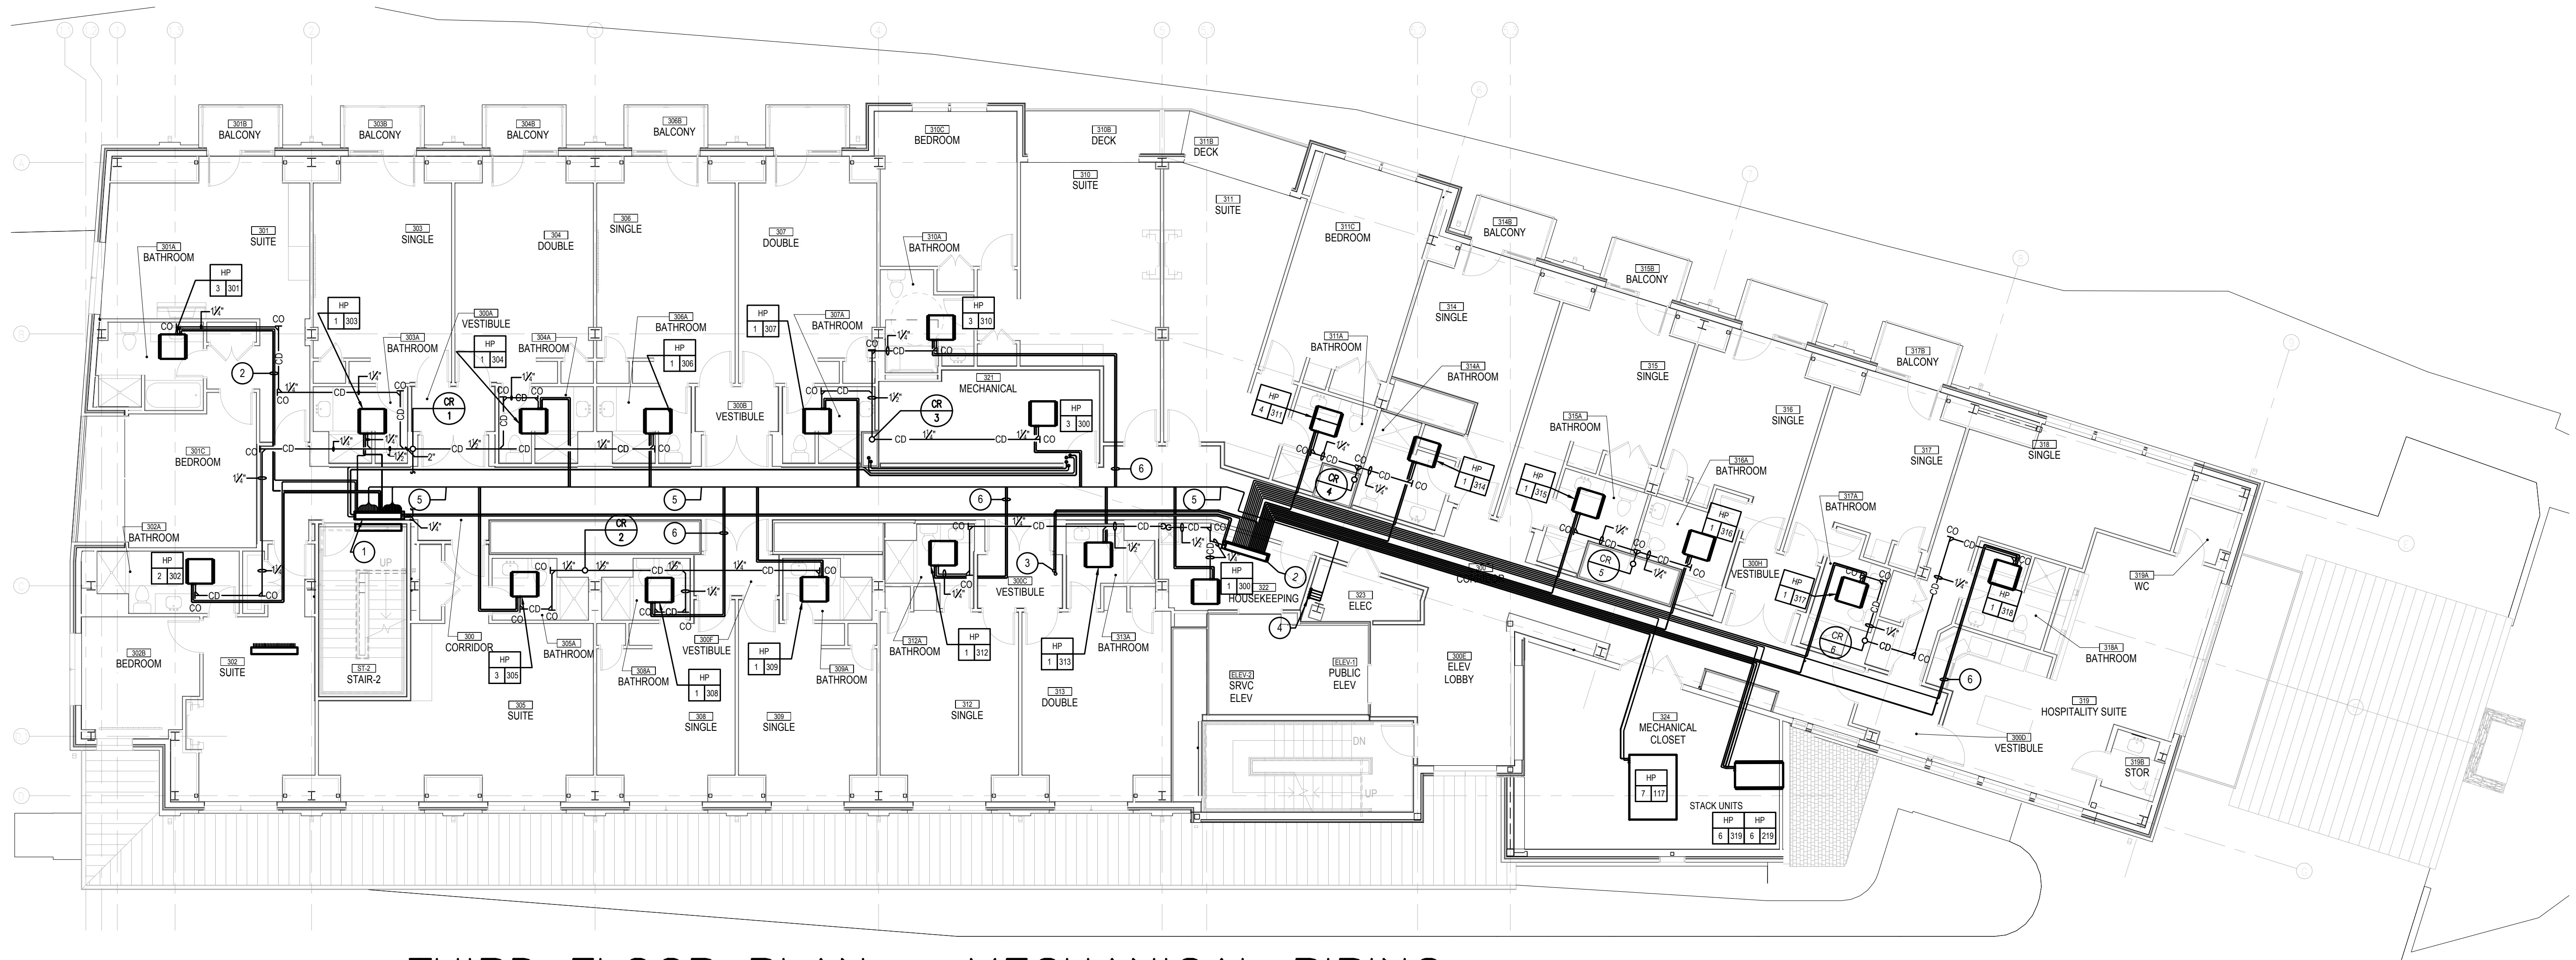 301B
BALCONY
303B
BALCONY
304B
BALCONY
306B
BALCONY
310C
BEDROOM
310B
DECK
311B
DECK
310
SUITE
311
SUITE
311C
BEDROOM
314B
BALCONY
315B
BALCONY
317B
BALCONY
301
SUITE
303
SINGLE
304
DOUBLE
306
SINGLE
307
DOUBLE
301A
BATHROOM
310A
BATHROOM
HP
3 301
HP
1 303
300A
VESTIBULE
303A
BATHROOM
HP
1 304
304A
BATHROOM
306A
BATHROOM
HP
1 306
HP
1 307
307A
BATHROOM
HP
3 310
314
SINGLE
311A
BATHROOM
314A
BATHROOM
315
SINGLE
316
SINGLE
317
SINGLE
318
SINGLE
CR
1
300B
VESTIBULE
CR
3
321
MECHANICAL
HP
3 300
HP
4 311
HP
1 314
CR
4
315A
BATHROOM
HP
1 315
316A
BATHROOM
HP
1 316
CR
5
317A
BATHROOM
300H
VESTIBULE
HP
1 317
CR
6
HP
1 318
318A
BATHROOM
319A
WC
301C
BEDROOM
302A
BATHROOM
HP
2 302
302B
BEDROOM
302
SUITE
UP
ST-2
STAIR-2
300
CORRIDOR
HP
3 305
305A
BATHROOM
305
SUITE
CR
2
308A
BATHROOM
300F
VESTIBULE
HP
1 308
308
SINGLE
HP
1 309
309A
BATHROOM
309
SINGLE
312A
BATHROOM
HP
1 312
300C
VESTIBULE
312
SINGLE
HP
1 313
313A
BATHROOM
313
DOUBLE
HP
1 300
322
HOUSEKEEPING
323
ELEC
ELEV-2
SRVC
ELEV
ELEV-1
PUBLIC
ELEV
300E
ELEV
LOBBY
DN
UP
324
MECHANICAL
CLOSET
HP
7 117
STACK UNITS
HP HP
6 319 6 219
319
HOSPITALITY SUITE
300D
VESTIBULE
319B
STOR
THIRD FLOOR PLAN - MECHANICAL PIPING